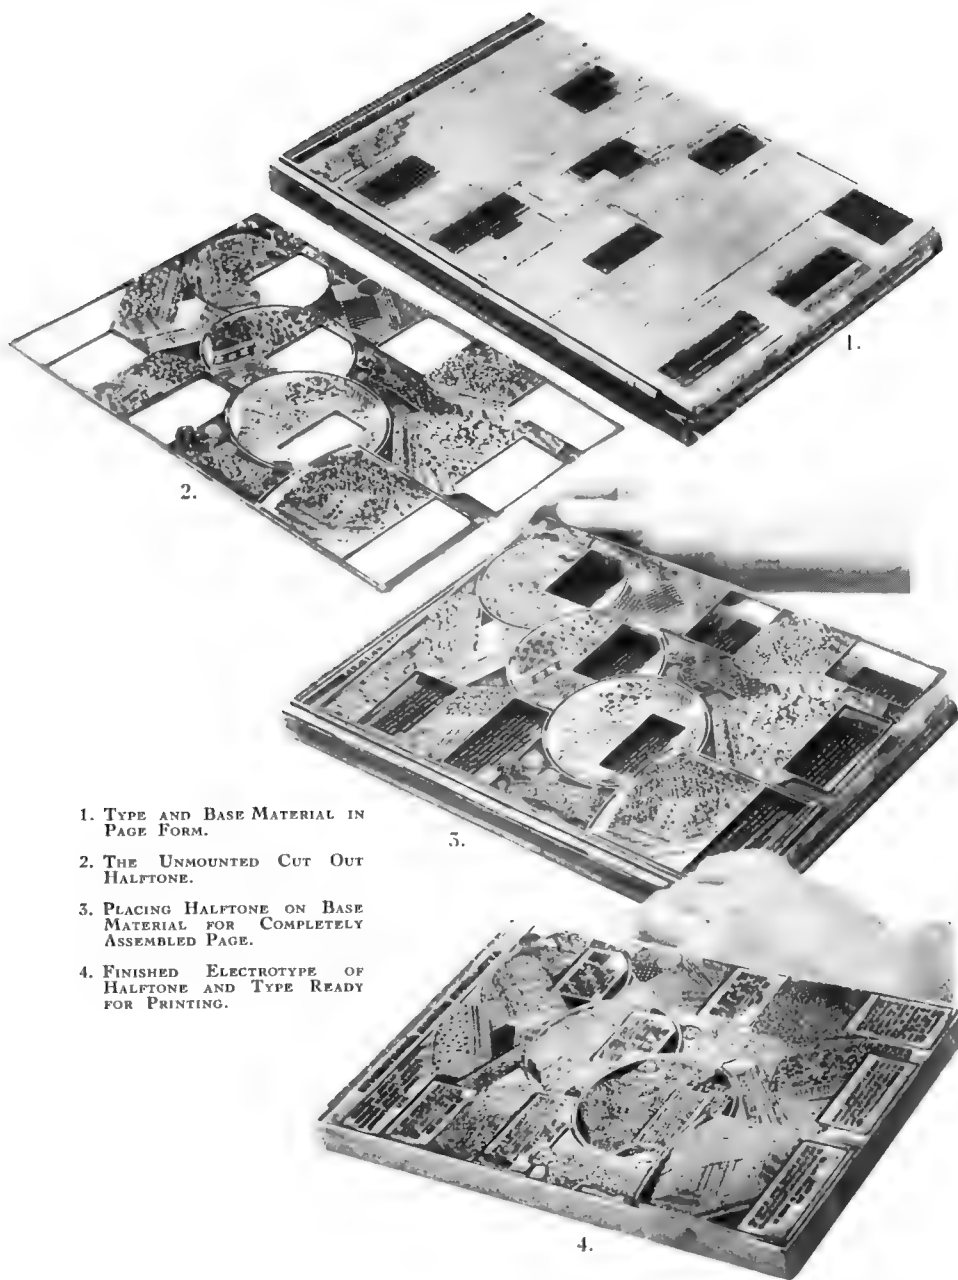 1.
2.
3.
1. TYPE AND BASE MATERIAL IN
PAGE FORM.
2. THE UNMOUNTED CUT OUT
HALFTONE.
3. PLACING HALFTONE ON BASE
MATERIAL FOR COMPLETELY
ASSEMBLED PAGE.
4. FINISHED ELECTROTYPE OF
HALFTONE AND TYPE READY
FOR PRINTING.
4.